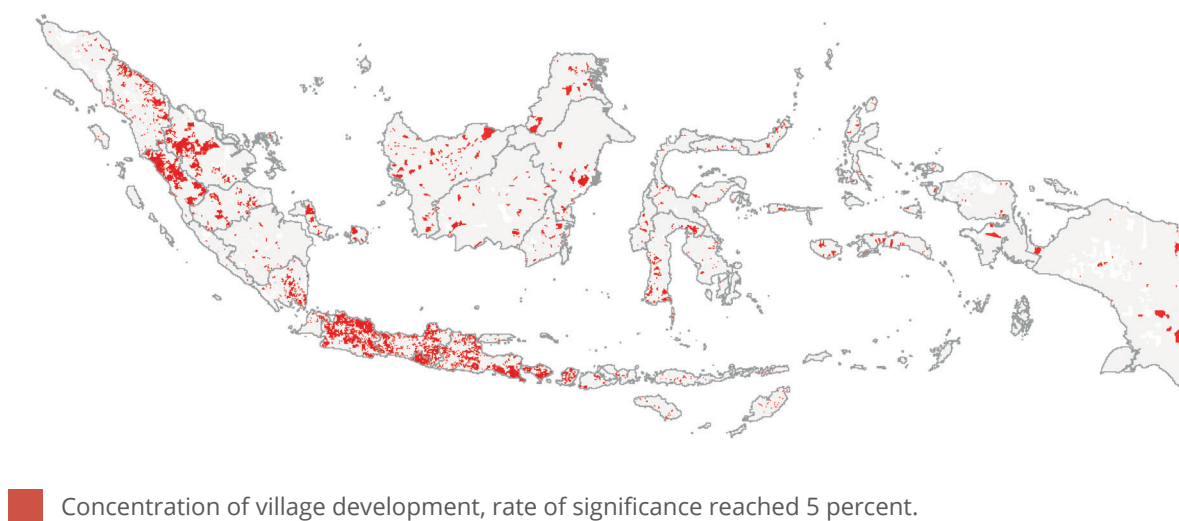 Concentration of village development, rate of significance reached 5 percent.